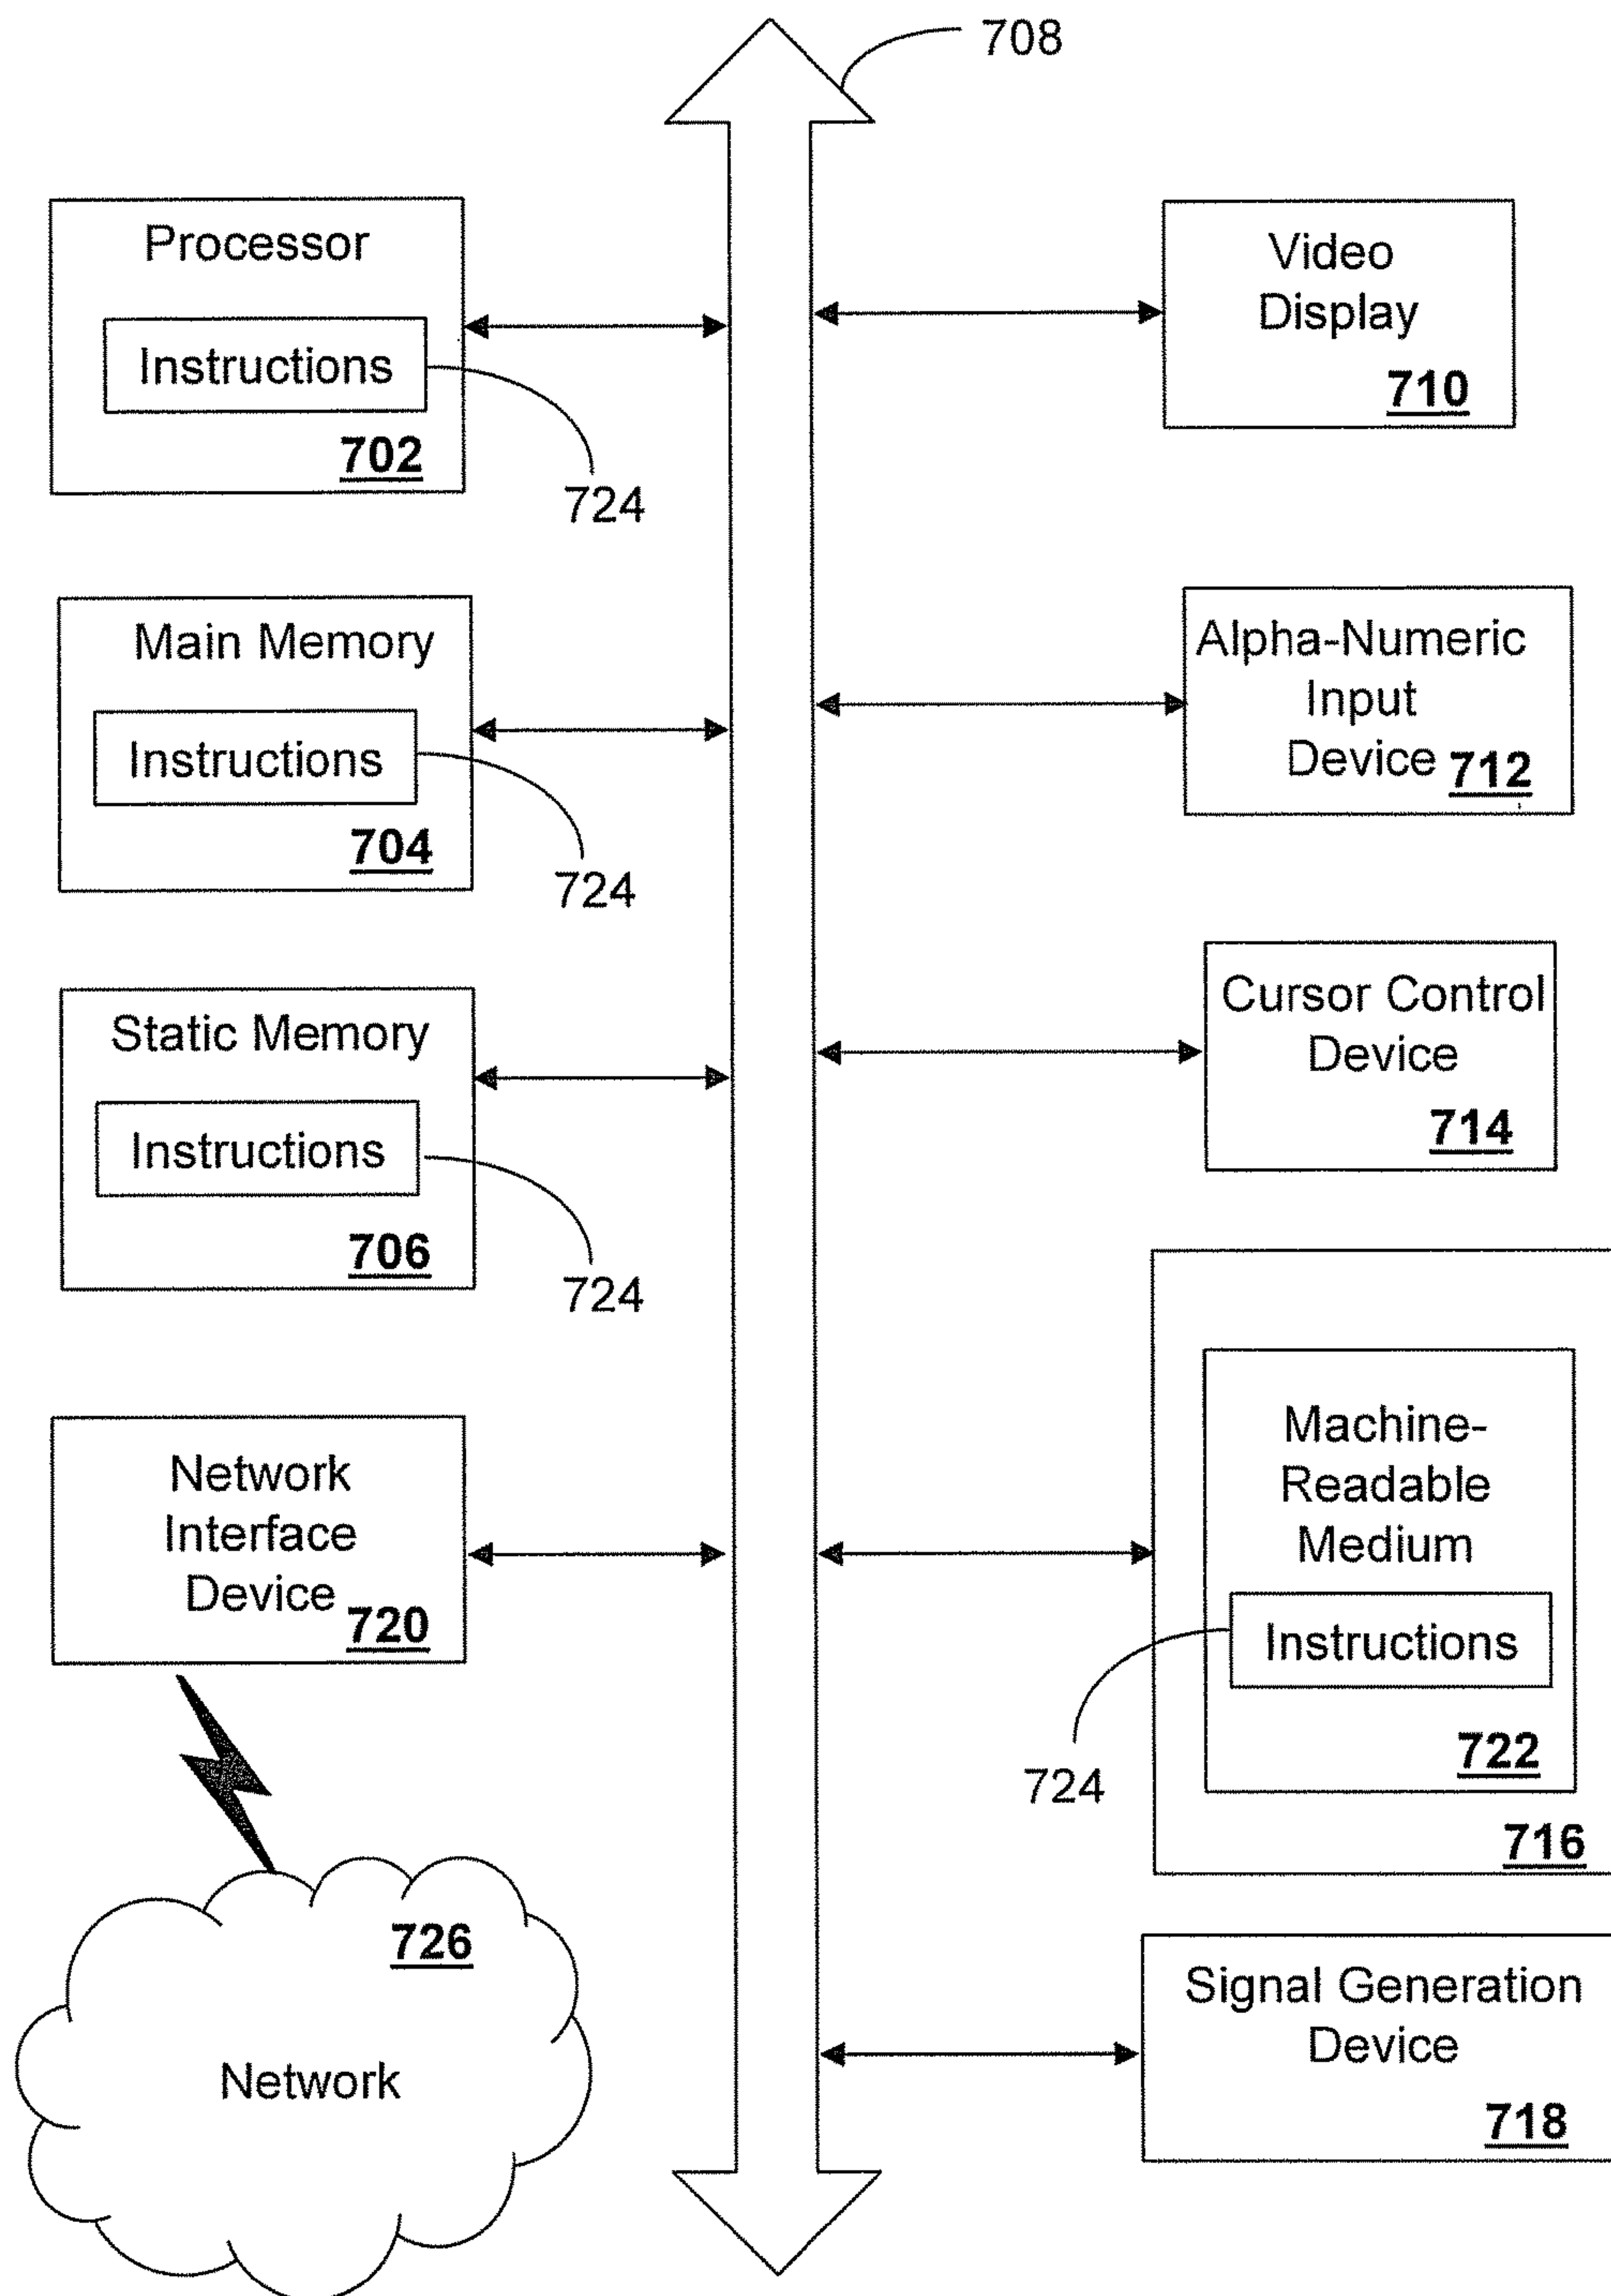 708
Processor
Instructions
702
724
Video
Display
710
Main Memory
Instructions
704
724
Alpha-Numeric
Input
Device 712
Static Memory
Instructions
706
724
Cursor Control
Device
714
Network
Interface
Device 720
Machine-
Readable
Medium
Instructions
722
724
716
726
Network
Signal Generation
Device
718